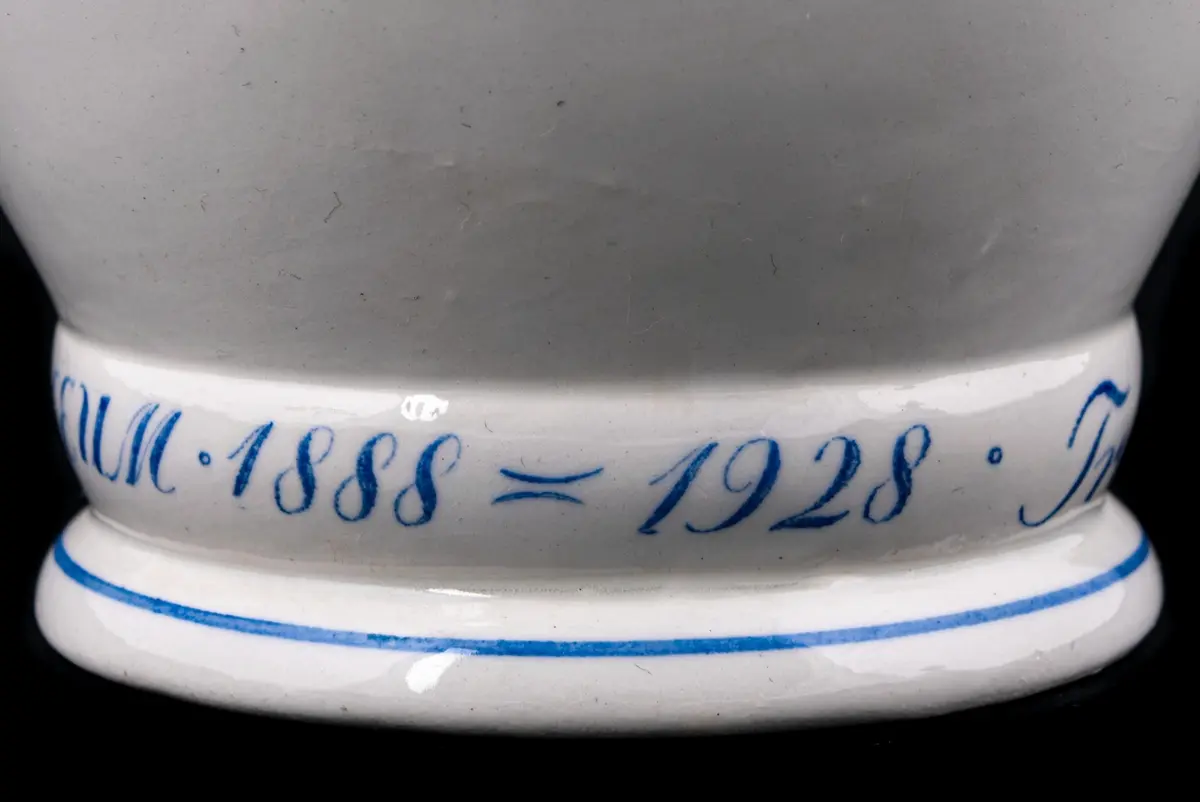 · 1888 = 1928 ·